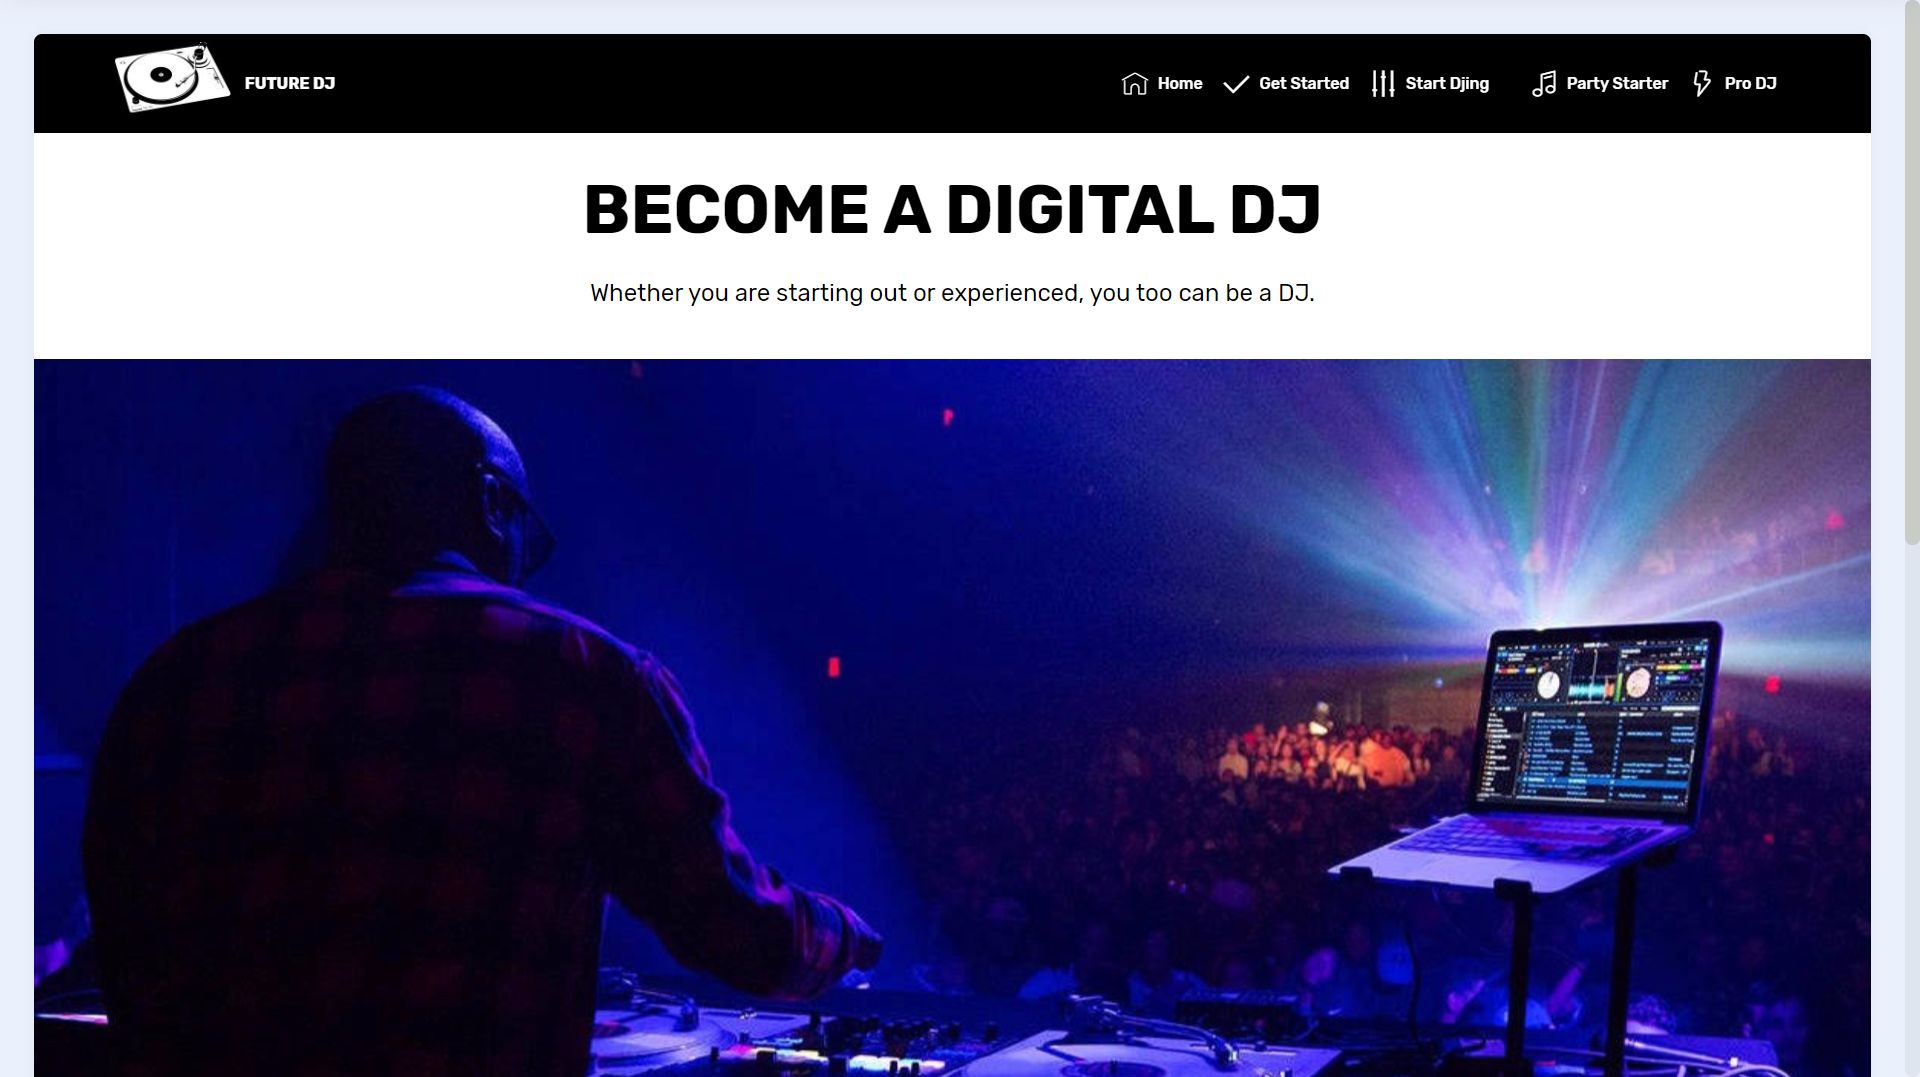 FUTURE DJ
Home
Get Started
Start Djing
Party Starter
Pro DJ
BECOME A DIGITAL DJ
Whether you are starting out or experienced, you too can be a DJ.